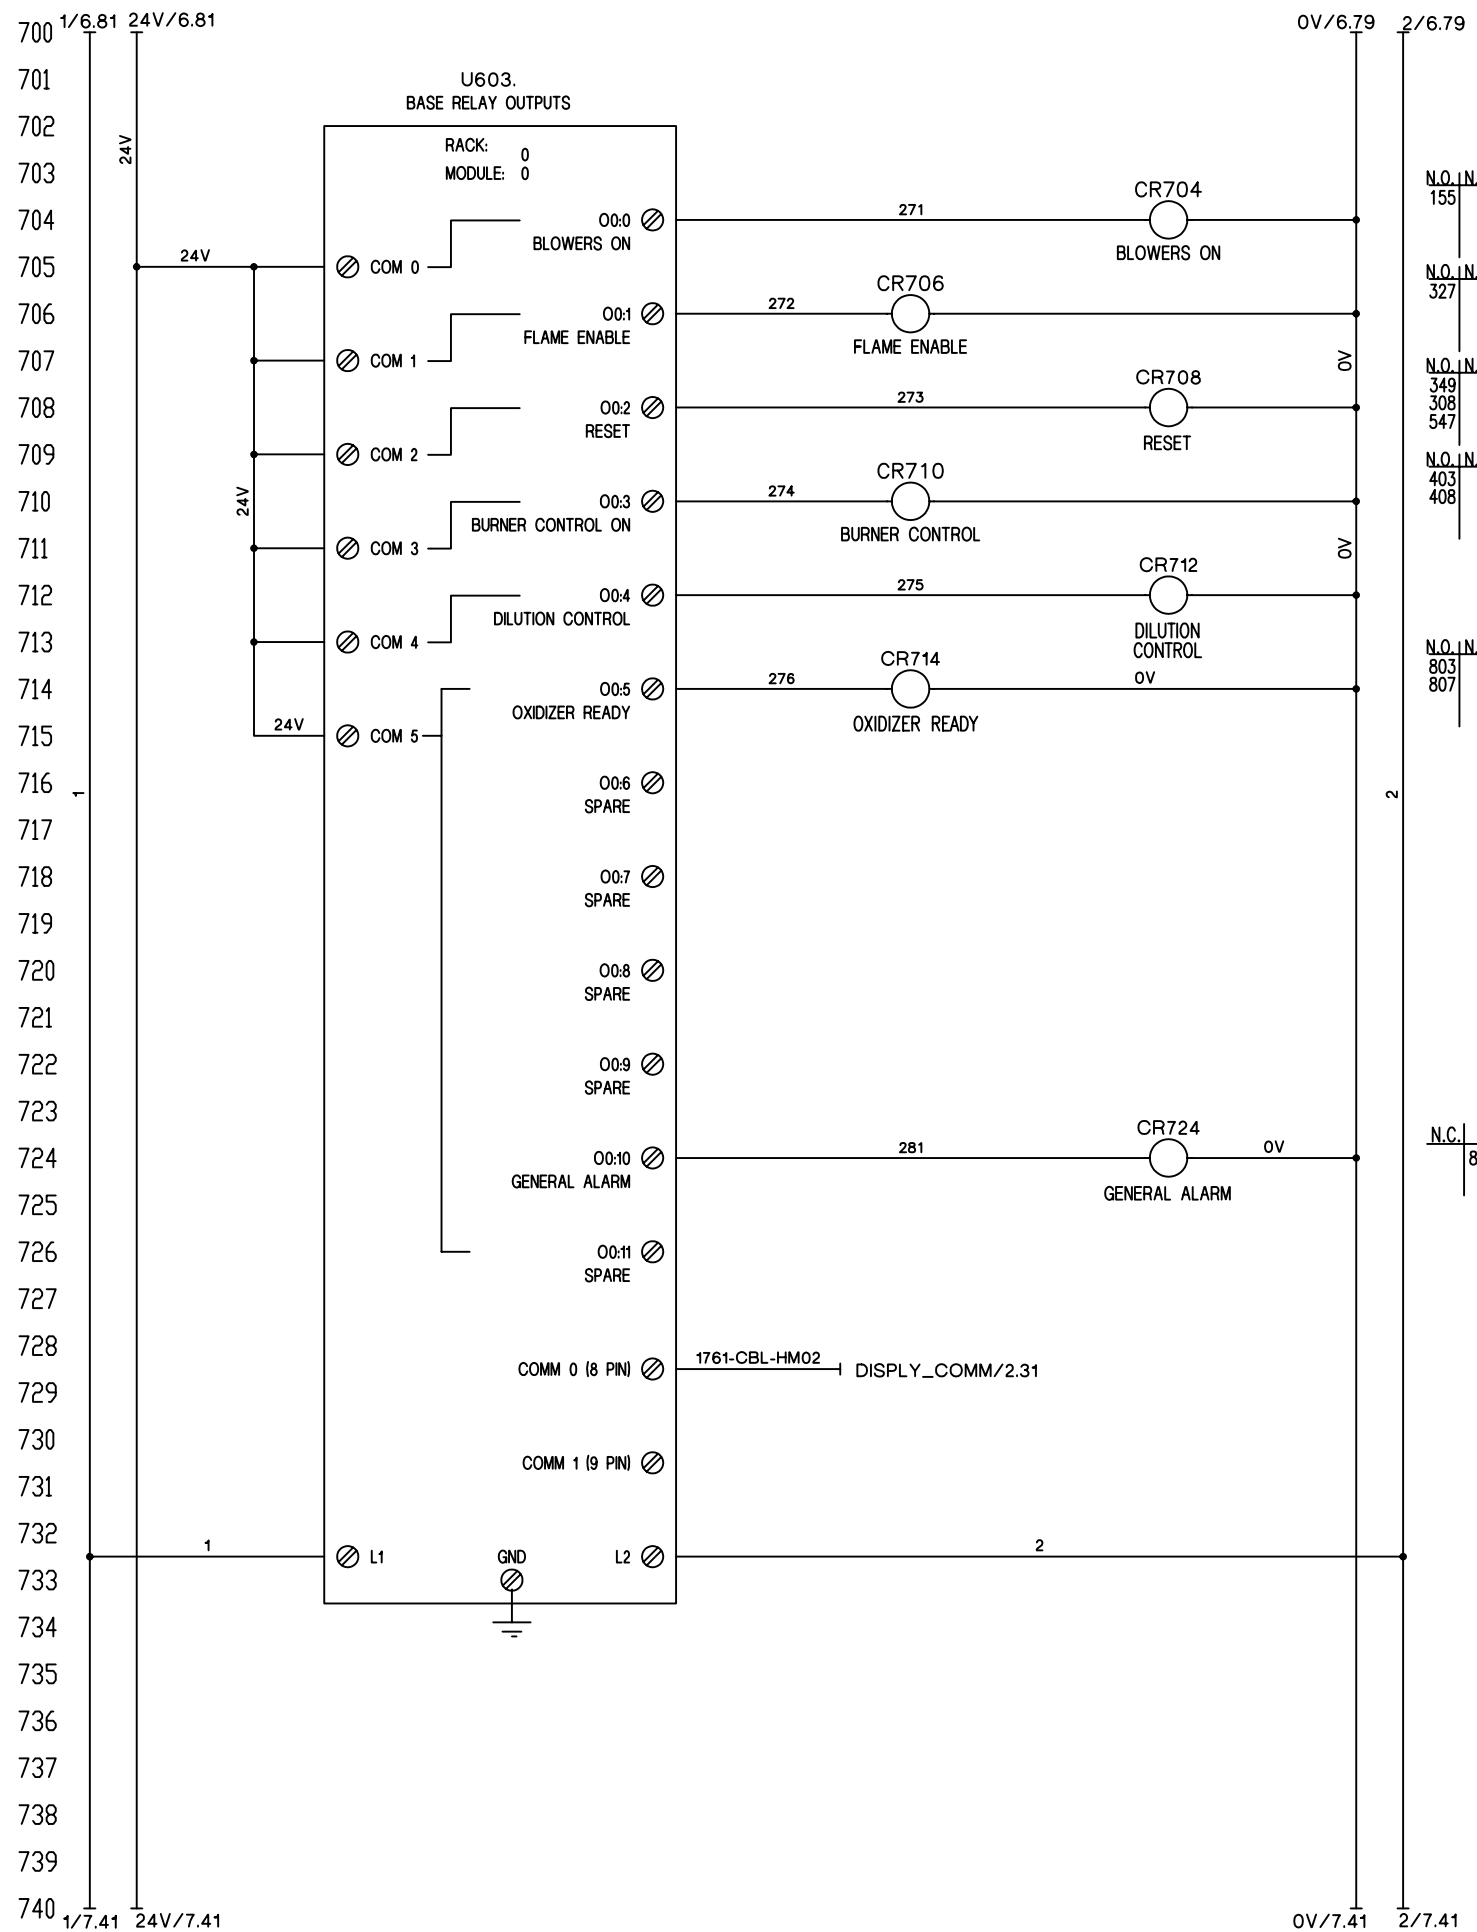 700 1/6.81 24V/6.81 0V/6.79 2/6.79
701
U603.
BASE RELAY OUTPUTS
702
RACK: 0
24V
703 MODULE: 0
N.O. N.
CR704
155
704 O0:0 271
BLOWERS ON BLOWERS ON
705 24V COM 0
N.O. N.
CR706
327
706 O0:1 272
FLAME ENABLE FLAME ENABLE
707 COM 1 0V
N.O. N.
CR708
349
708 O0:2 273
308
547
RESET RESET
709 COM 2
N.O. N.
CR710
403
710 24V O0:3 274
408
BURNER CONTROL ON BURNER CONTROL
711 COM 3 0V
CR712
712 O0:4 275
DILUTION CONTROL DILUTION
CONTROL
713 COM 4
N.O. N.
CR714
803
714 O0:5 276 0V
807
OXIDIZER READY OXIDIZER READY
715 24V COM 5
716 1 O0:6 2
SPARE
717
718 O0:7
SPARE
719
720 O0:8
SPARE
721
722 O0:9
SPARE
723
CR724
N.C.
724 O0:10 281 0V
8
GENERAL ALARM GENERAL ALARM
725
726 O0:11
SPARE
727
728
COMM 0 (8 PIN) 1761-CBL-HM02 DISPLY_COMM/2.31
729
730
COMM 1 (9 PIN)
731
732
1 L1 GND L2 2
733
734
735
736
737
738
739
740 1/7.41 24V/7.41 0V/7.41 2/7.41